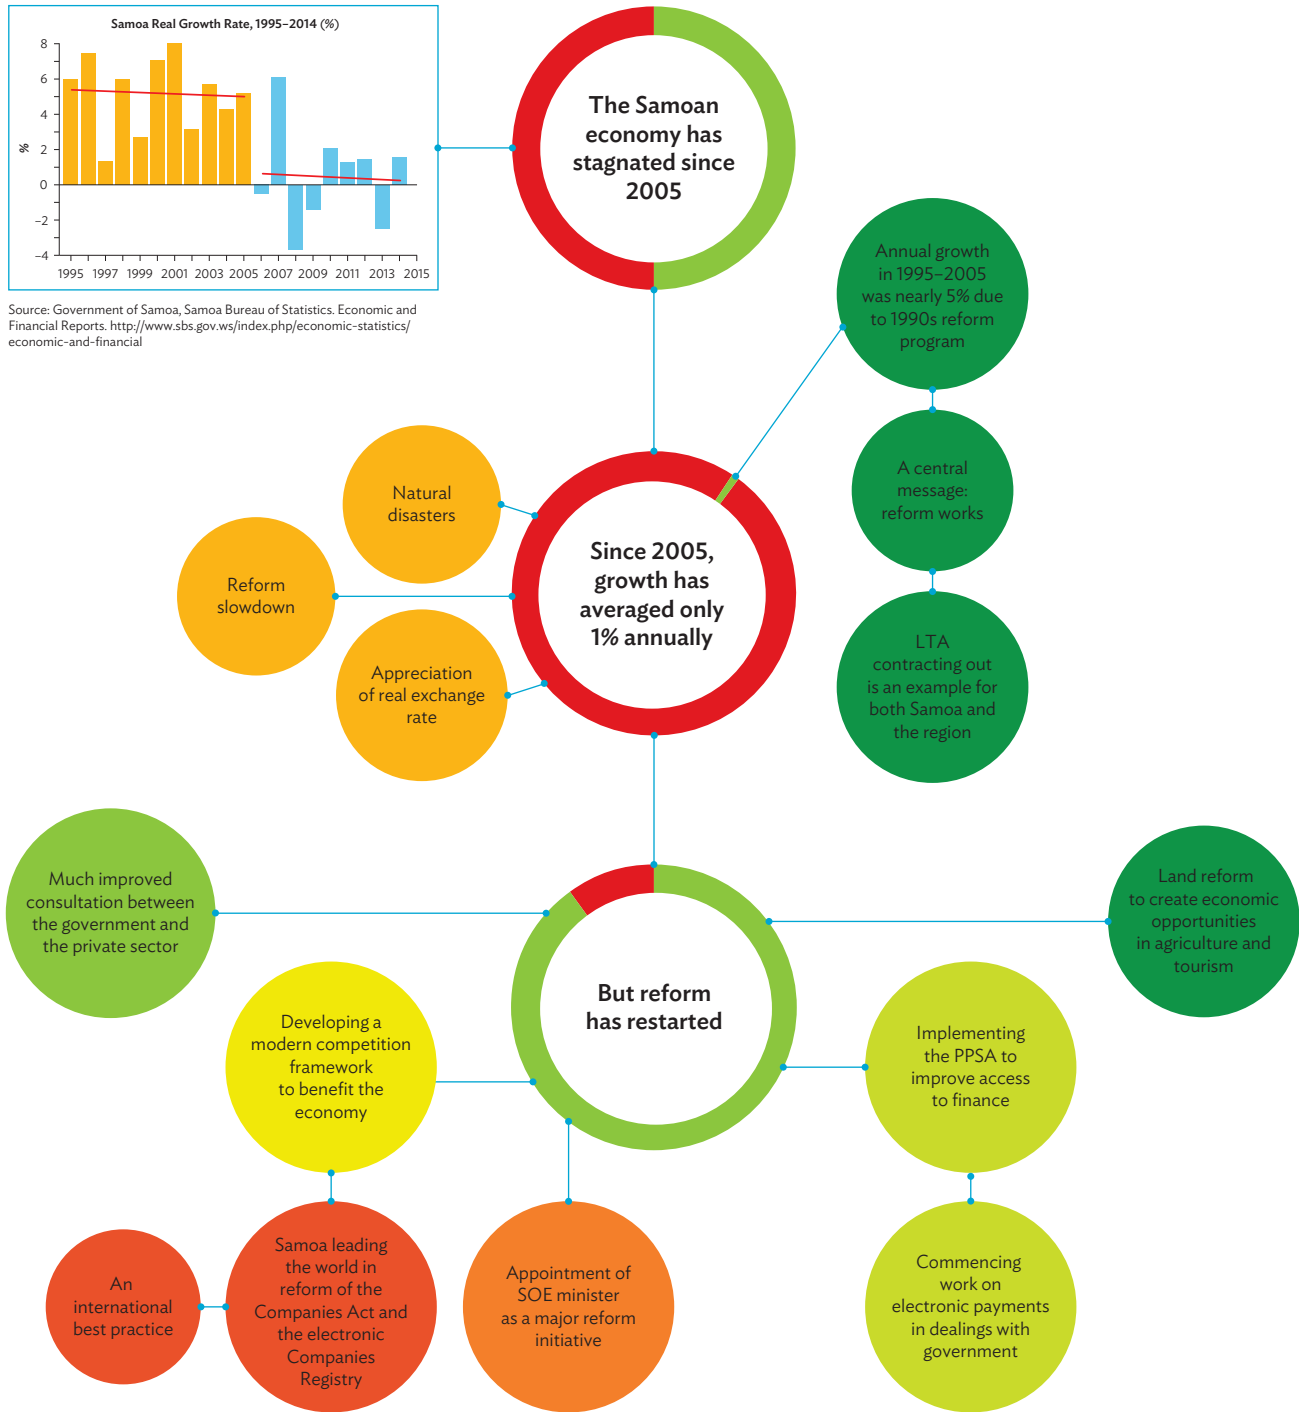 Samoa Real Growth Rate, 1995–2014 (%)
8
6
4
2
0
–2
–4
%
1995 1997 1999 2001 2003 2005 2007 2009 2011 2013 2015
Source: Government of Samoa, Samoa Bureau of Statistics. Economic and
Financial Reports. http://www.sbs.gov.ws/index.php/economic-statistics/
economic-and-financial
The Samoan
economy has
stagnated since
2005
Annual growth
in 1995–2005
was nearly 5% due
to 1990s reform
program
A central
message:
reform works
LTA
contracting out
is an example for
both Samoa and
the region
Natural
disasters
Reform
slowdown
Appreciation
of real exchange
rate
Since 2005,
growth has
averaged only
1% annually
Much improved
consultation between
the government and
the private sector
Land reform
to create economic
opportunities
in agriculture and
tourism
But reform
has restarted
Developing a
modern competition
framework
to benefit the
economy
Implementing
the PPSA to
improve access
to finance
An
international
best practice
Samoa leading
the world in
reform of the
Companies Act and
the electronic
Companies
Registry
Appointment of
SOE minister
as a major reform
initiative
Commencing
work on
electronic payments
in dealings with
government